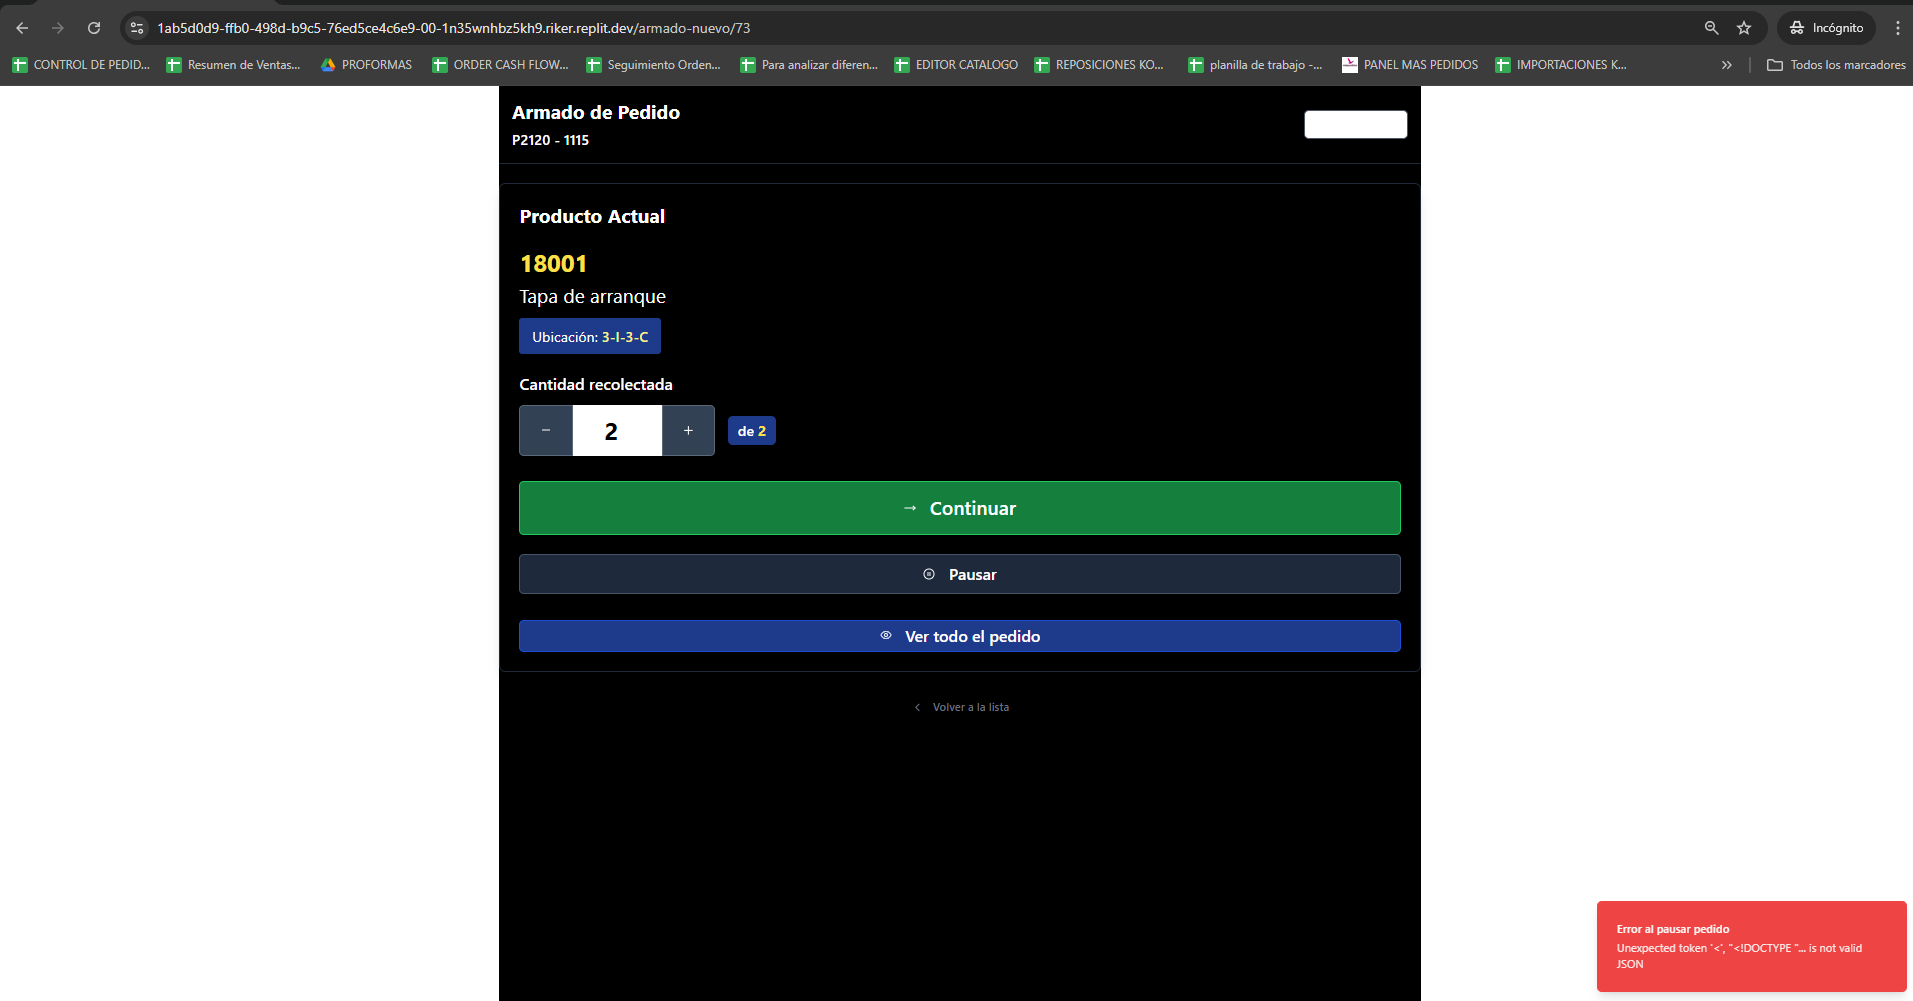 1ab5d0d9-ffb0-498d-b9c5-76ed5ce4c6e9-00-1n35wnhbz5kh9.riker.replit.dev/armado-nuevo/73
Incógnito
CONTROL DE PEDID...
Resumen de Ventas...
PROFORMAS
ORDER CASH FLOW...
Seguimiento Orden...
Para analizar diferen...
EDITOR CATALOGO
REPOSICIONES KO...
planilla de trabajo -...
PANEL MAS PEDIDOS
IMPORTACIONES K...
Todos los marcadores
Armado de Pedido
P2120 - 1115
Producto Actual
18001
Tapa de arranque
Ubicación: 3-I-3-C
Cantidad recolectada
− 2 + de 2
→ Continuar
Pausar
Ver todo el pedido
Volver a la lista
Error al pausar pedido
Unexpected token '<', "<!DOCTYPE "... is not valid
JSON